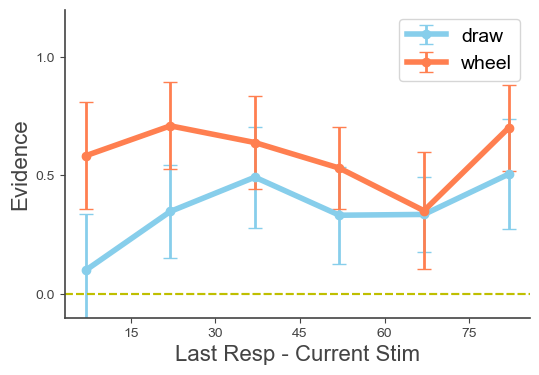 draw
wheel
Evidence
1.0
0.5
0.0
15 30 45 60 75
Last Resp - Current Stim